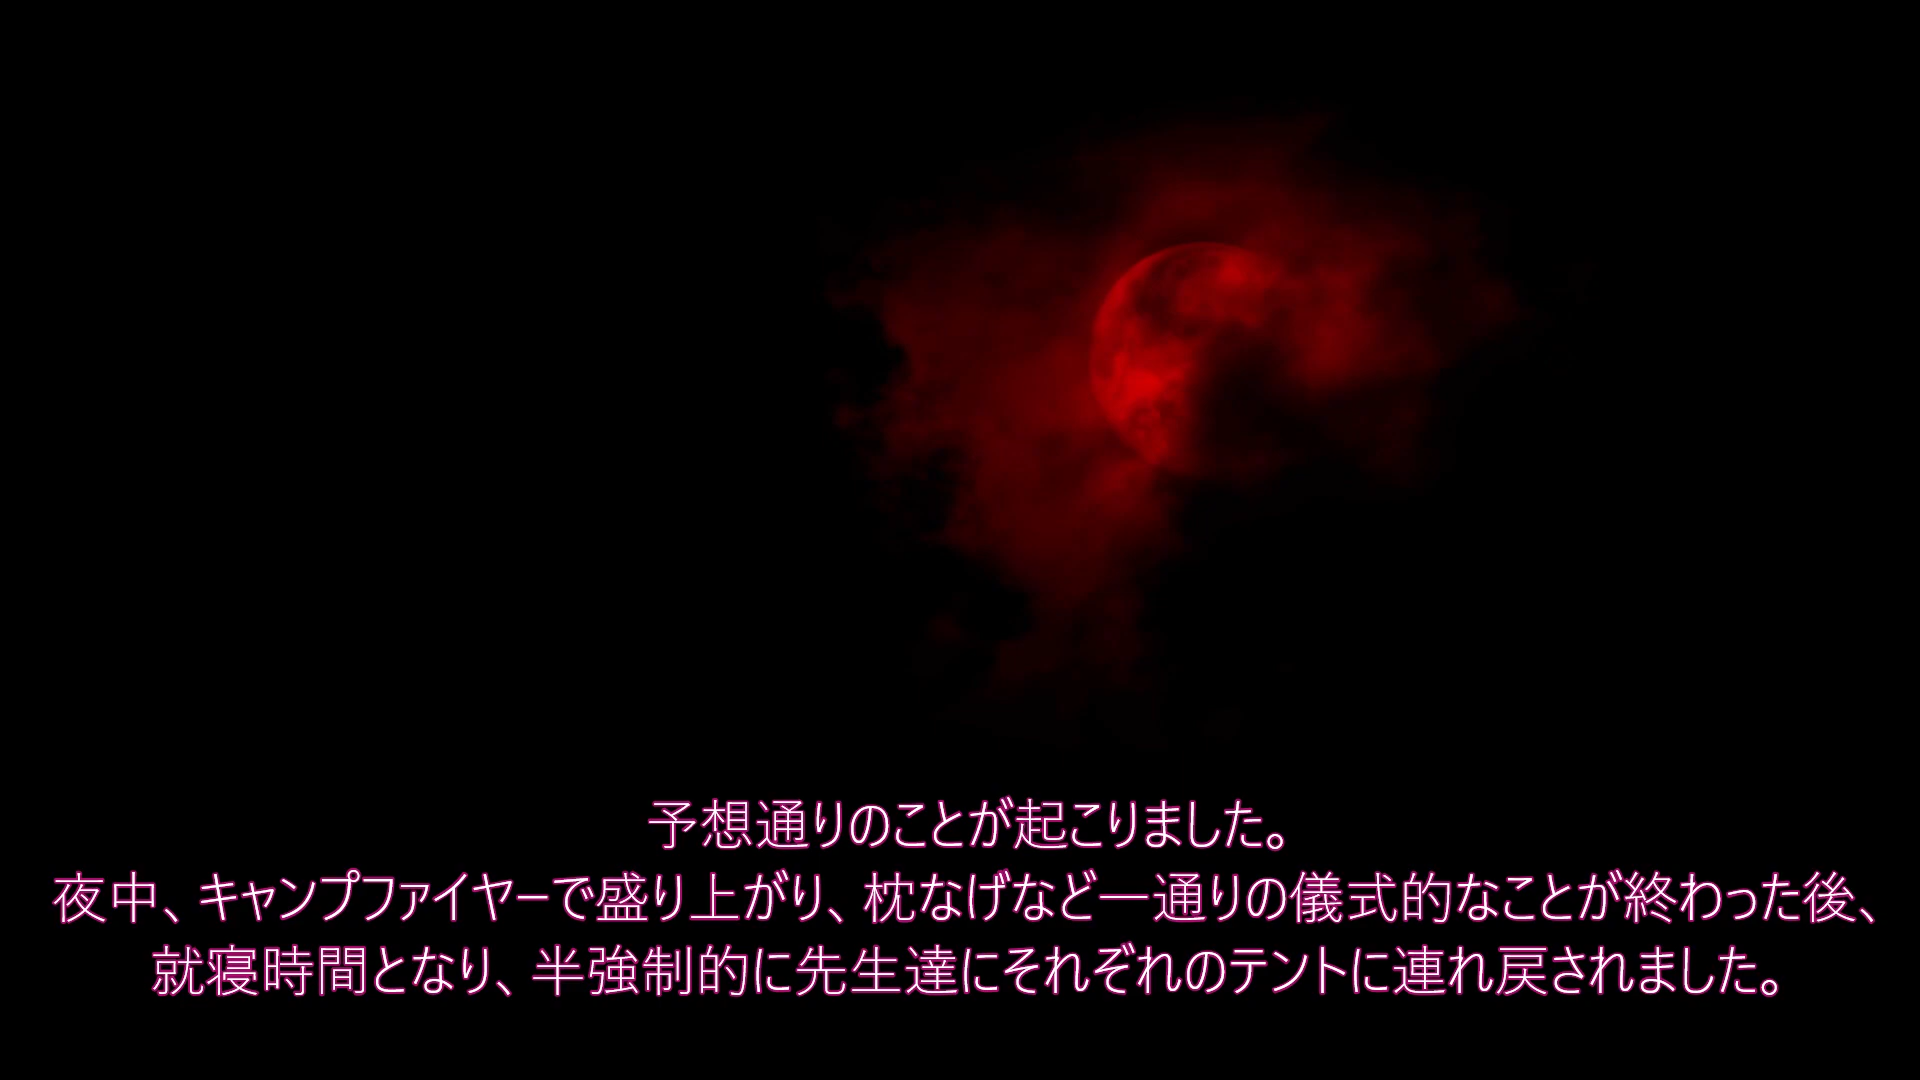 予想通りのことが起こりました。
夜中、キャンプファイヤーで盛り上がり、枕なげなど一通りの儀式的なことが終わった後、
就寝時間となり、半強制的に先生達にそれぞれのテントに連れ戻されました。